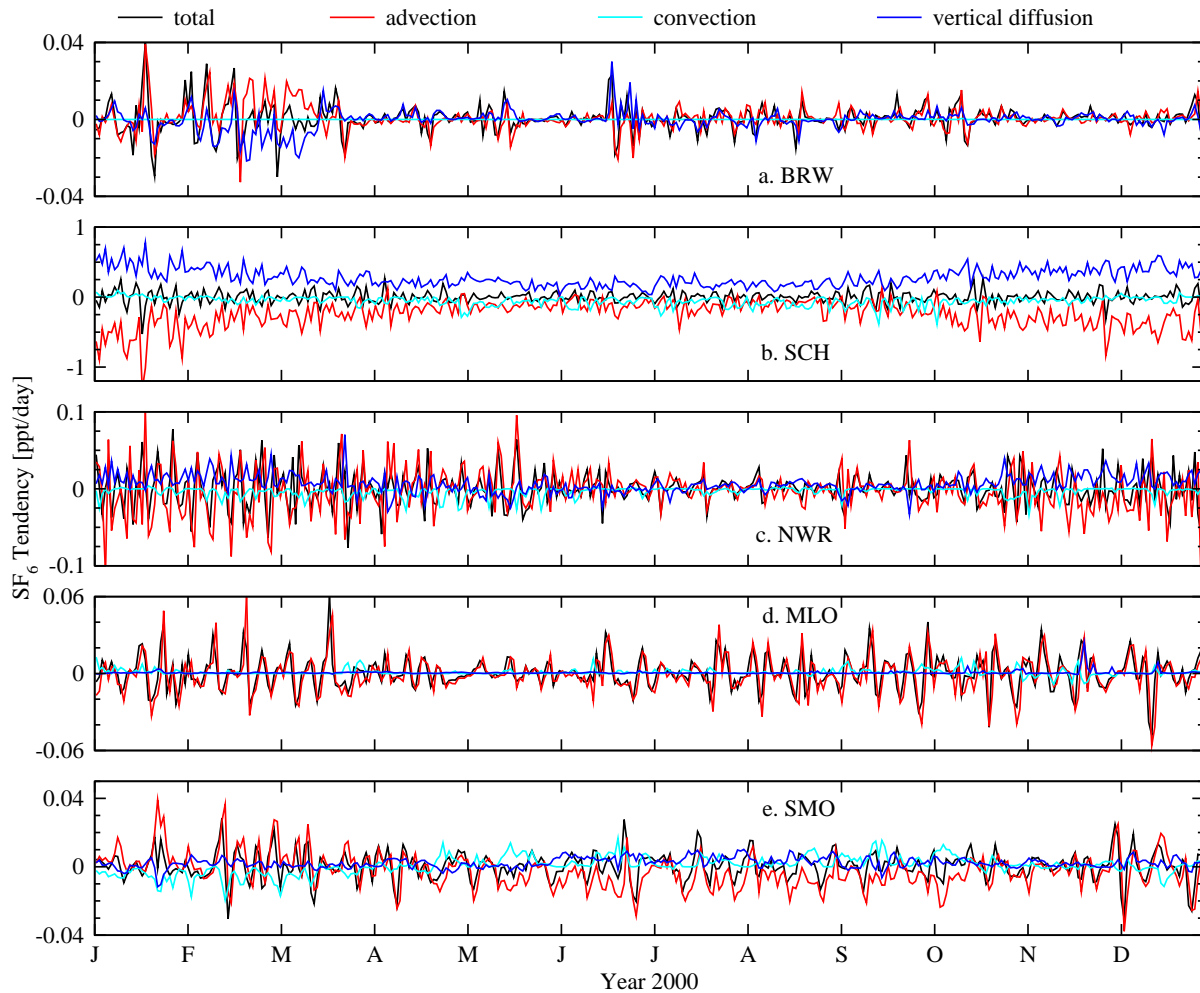 total advection convection vertical diffusion
0.04
0
-0.04
a. BRW
1
0
-1
b. SCH
SF6 Tendency [ppt/day]
0.1
0
-0.1
c. NWR
0.06
0
-0.06
d. MLO
0.04
0
-0.04
e. SMO
J F M A M J J A S O N D
Year 2000